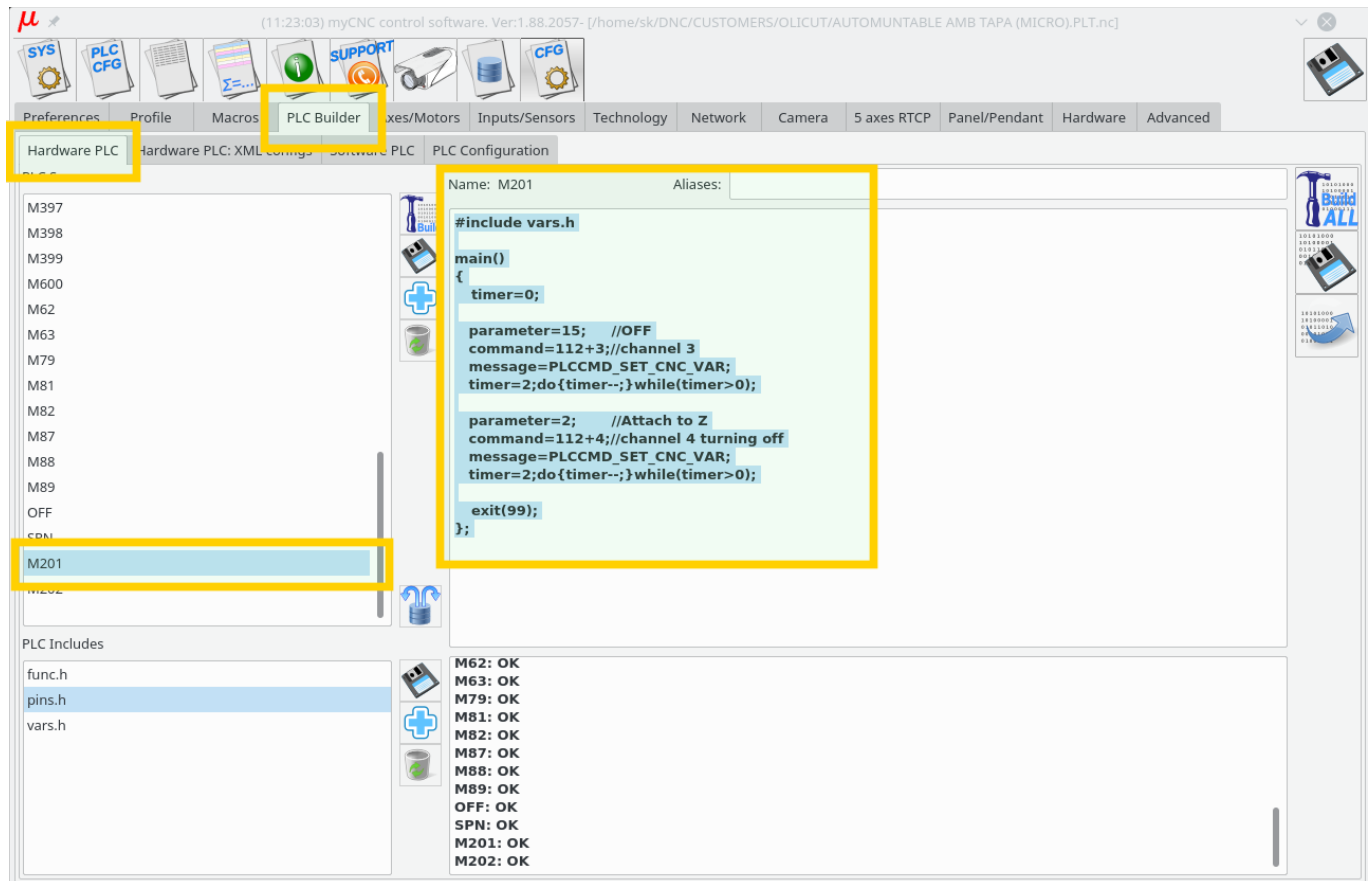 μ
(11:23:03) myCNC control software. Ver:1.88.2057- [/home/sk/DNC/CUSTOMERS/OLICUT/AUTOMUNTABLE AMB TAPA (MICRO).PLT.nc]
SYS
PLC CFG
Σ=...
i
SUPPORT
CFG
Preferences Profile Macros PLC Builder Axes/Motors Inputs/Sensors Technology Network Camera 5 axes RTCP Panel/Pendant Hardware Advanced
Hardware PLC Hardware PLC: XML configs Software PLC PLC Configuration
Name: M201 Aliases:
M397
M398
M399
M600
M62
M63
M79
M81
M82
M87
M88
M89
OFF
SPN
M201
M202
Build
#include vars.h
main()
{
timer=0;
parameter=15; //OFF
command=112+3;//channel 3
message=PLCCMD_SET_CNC_VAR;
timer=2;do{timer--;}while(timer>0);
parameter=2; //Attach to Z
command=112+4;//channel 4 turning off
message=PLCCMD_SET_CNC_VAR;
timer=2;do{timer--;}while(timer>0);
exit(99);
};
Build
ALL
PLC Includes
func.h
pins.h
vars.h
M62: OK
M63: OK
M79: OK
M81: OK
M82: OK
M87: OK
M88: OK
M89: OK
OFF: OK
SPN: OK
M201: OK
M202: OK